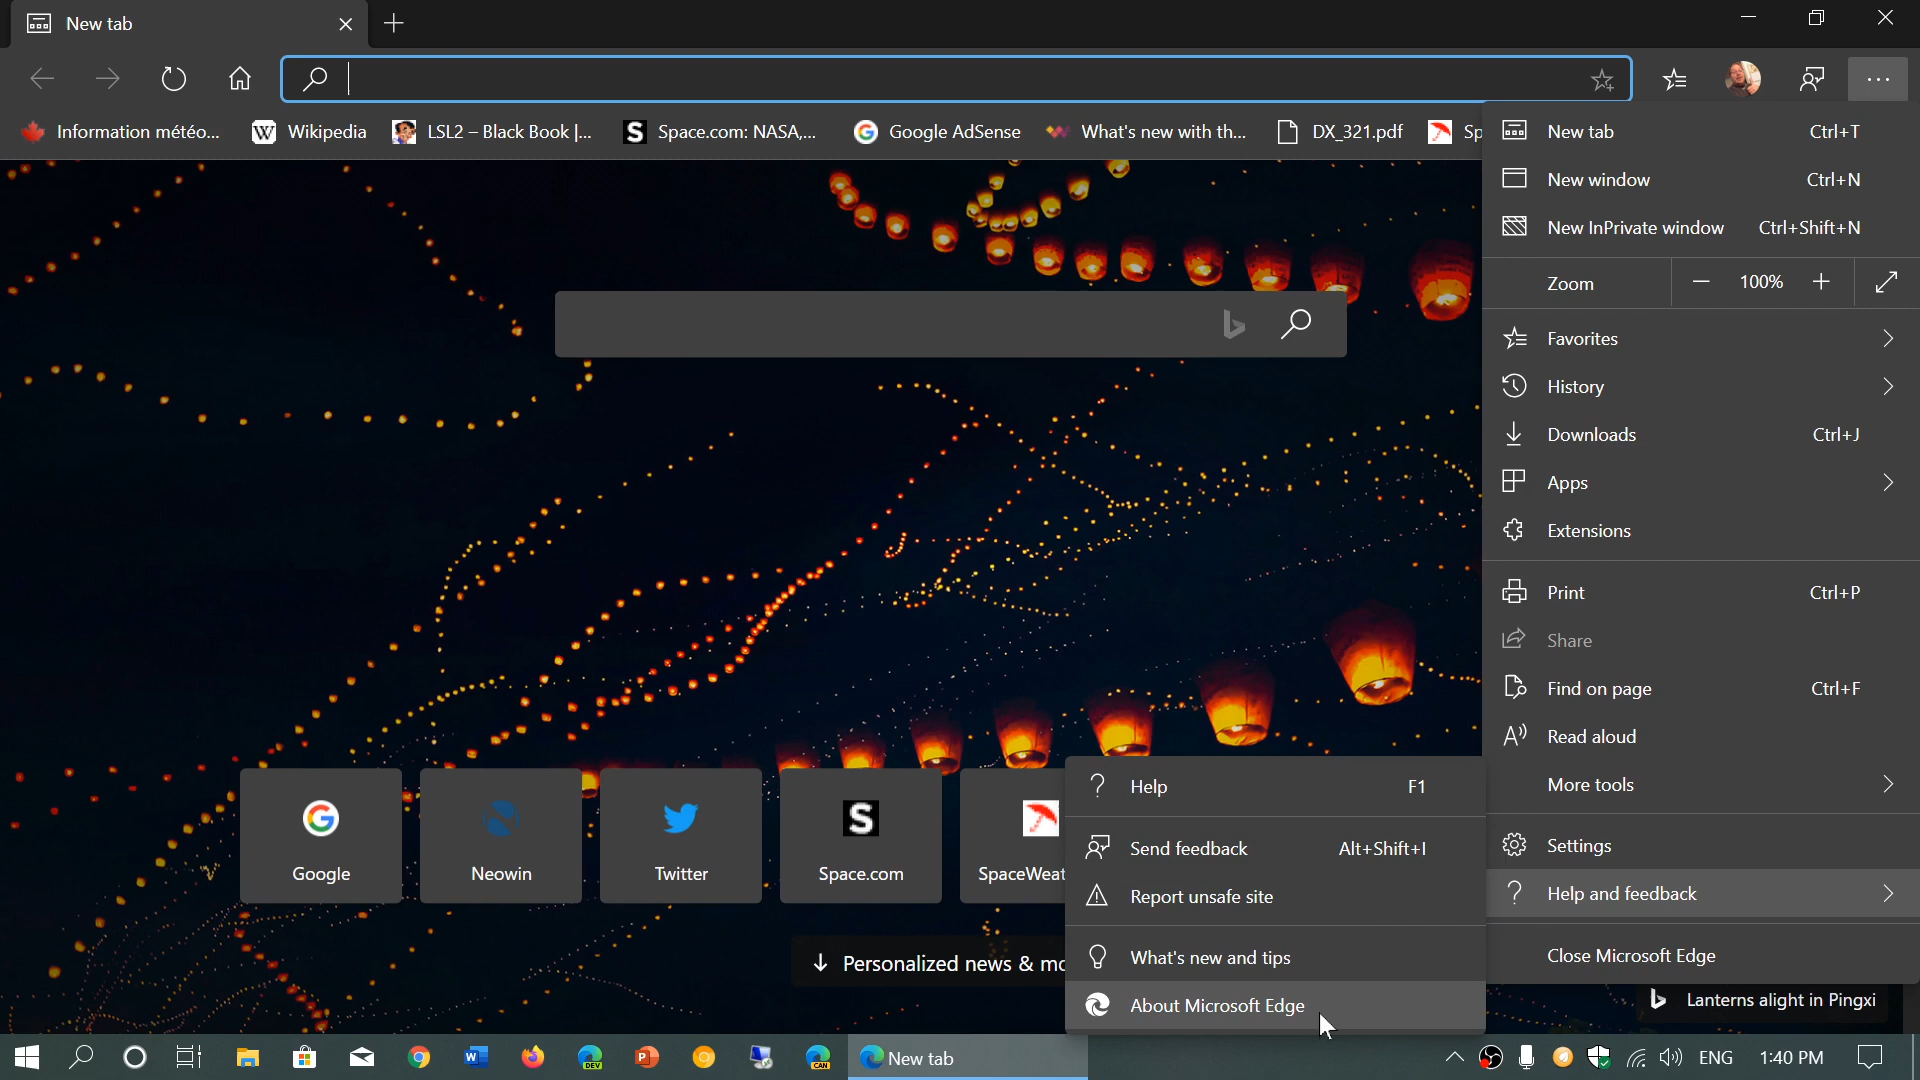 New tab
Information météo...
Wikipedia
LSL2 – Black Book |...
Space.com: NASA,...
Google AdSense
What's new with th...
DX_321.pdf
Sp
New tab Ctrl+T
New window Ctrl+N
New InPrivate window Ctrl+Shift+N
Zoom 100%
Favorites
History
Downloads Ctrl+J
Apps
Extensions
Print Ctrl+P
Share
Find on page Ctrl+F
Read aloud
More tools
Settings
Help and feedback
Close Microsoft Edge
Help F1
Send feedback Alt+Shift+I
Report unsafe site
What's new and tips
About Microsoft Edge
Google
Neowin
Twitter
Space.com
SpaceWeat
Personalized news & mo
Lanterns alight in Pingxi
DEV
CAN
New tab
ENG
1:40 PM